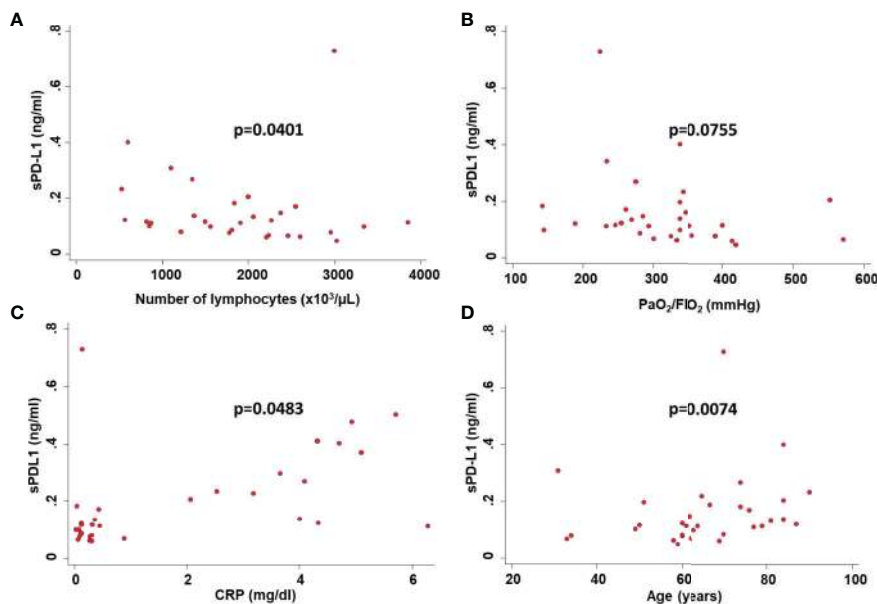 A
sPD-L1 (ng/ml)
.8
.6
.4
.2
0
p=0.0401
0 1000 2000 3000 4000
Number of lymphocytes (x10³/µL)
B
sPDL1 (ng/ml)
.8
.6
.4
.2
0
p=0.0755
100 200 300 400 500 600
PaO₂/FIO₂ (mmHg)
C
sPDL1 (ng/ml)
.8
.6
.4
.2
0
p=0.0483
0 2 4 6
CRP (mg/dl)
D
sPD-L1 (ng/ml)
.8
.6
.4
.2
0
p=0.0074
20 40 60 80 100
Age (years)